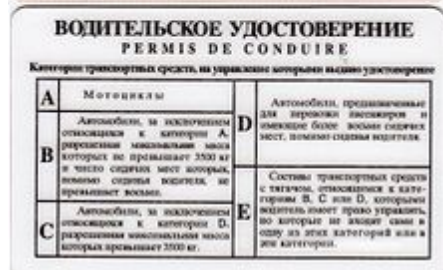 ВОДИТЕЛЬСКОЕ УДОСТОВЕРЕНИЕ
PERMIS DE CONDUIRE
Категории транспортных средств, на управление которыми выдано удостоверение
A
Мотоциклы
B
Автомобили, за исключением
относящихся к категории А,
разрешенная максимальная масса
которых не превышает 3500 кг
и число сидячих мест которых,
помимо сиденья водителя, не
превышает восьми.
C
Автомобили, за исключением
относящихся к категории D,
разрешенная максимальная масса
которых превышает 3500 кг.
D
Автомобили, предназначенные
для перевозки пассажиров и
имеющие более восьми сидячих
мест, помимо сиденья водителя.
E
Составы транспортных средств
с тягачом, относящимся к кате-
гориям B, C или D, которыми
водитель имеет право управлять,
но которые не входят сами в
одну из этих категорий или в
эти категории.